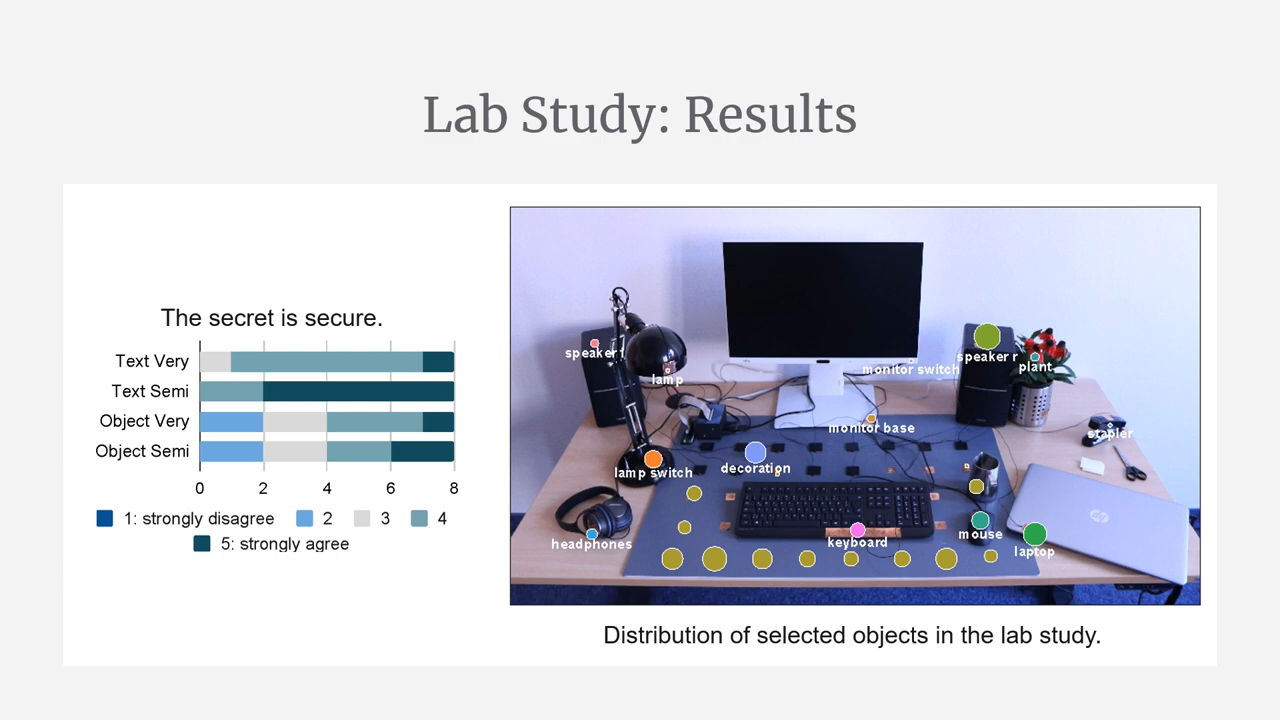 Lab Study: Results
The secret is secure.
Text Very
Text Semi
Object Very
Object Semi
0 2 4 6 8
1: strongly disagree 2 3 4
5: strongly agree
speaker l
lamp
monitor switch
speaker r
plant
monitor base
stapler
lamp switch
decoration
headphones
keyboard
mouse
laptop
hp
Distribution of selected objects in the lab study.